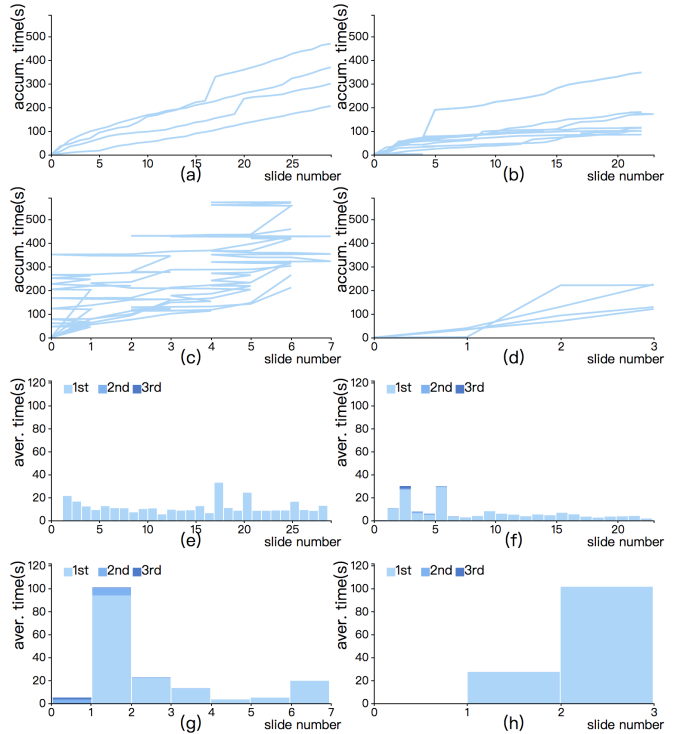 accum. time(s)
500
400
300
200
100
0
0 5 10 15 20 25
slide number
(a)
accum. time(s)
500
400
300
200
100
0
0 5 10 15 20
slide number
(b)
accum. time(s)
500
400
300
200
100
0
0 1 2 3 4 5 6 7
slide number
(c)
accum. time(s)
500
400
300
200
100
0
0 1 2 3
slide number
(d)
aver. time(s)
120
100
80
60
40
20
0
1st 2nd 3rd
0 5 10 15 20 25
slide number
(e)
aver. time(s)
120
100
80
60
40
20
0
1st 2nd 3rd
0 5 10 15 20
slide number
(f)
aver. time(s)
120
100
80
60
40
20
0
1st 2nd 3rd
0 1 2 3 4 5 6 7
slide number
(g)
aver. time(s)
120
100
80
60
40
20
0
1st 2nd 3rd
0 1 2 3
slide number
(h)